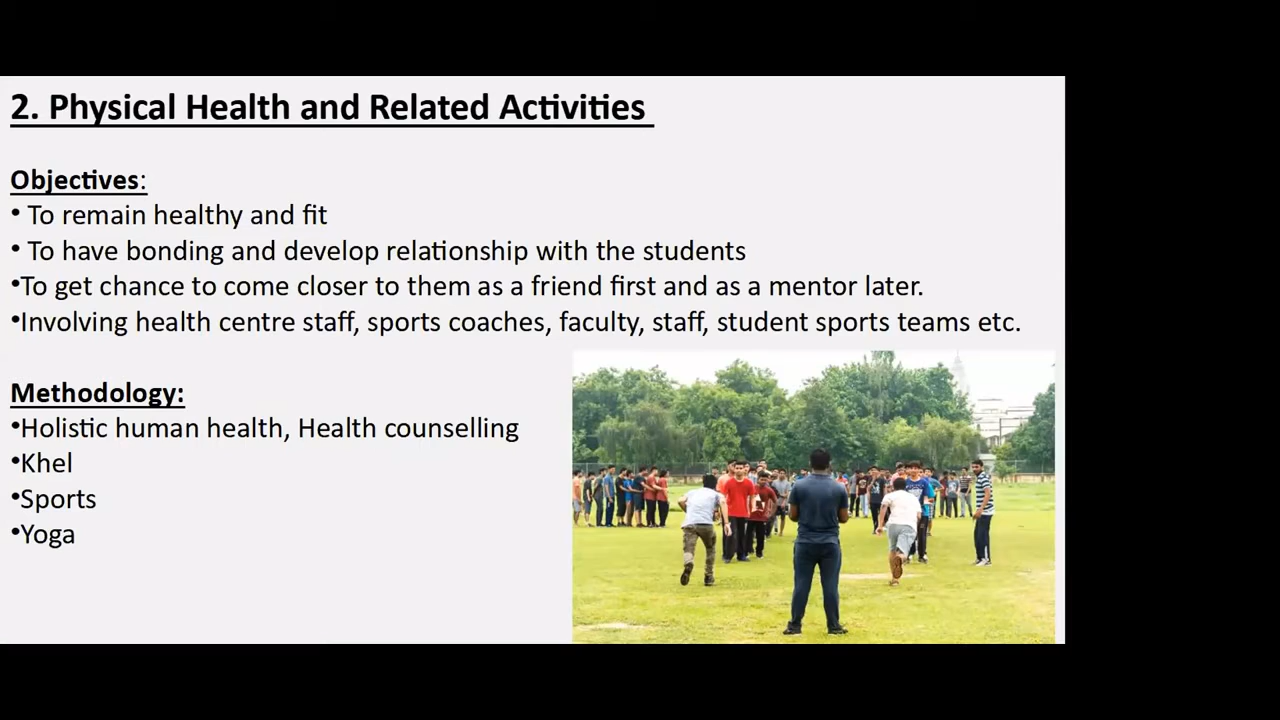 2. Physical Health and Related Activities
Objectives:
• To remain healthy and fit
• To have bonding and develop relationship with the students
•To get chance to come closer to them as a friend first and as a mentor later.
•Involving health centre staff, sports coaches, faculty, staff, student sports teams etc.
Methodology:
•Holistic human health, Health counselling
•Khel
•Sports
•Yoga